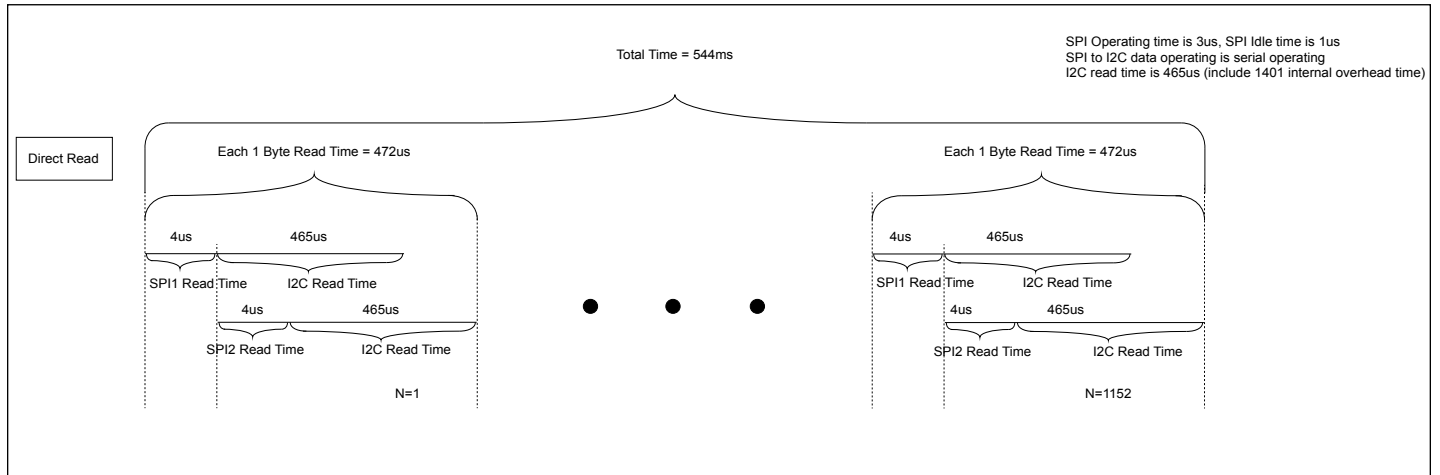 SPI Operating time is 3us, SPI Idle time is 1us
SPI to I2C data operating is serial operating
I2C read time is 465us (include 1401 internal overhead time)
Total Time = 544ms
Direct Read
Each 1 Byte Read Time = 472us
Each 1 Byte Read Time = 472us
4us
465us
4us
465us
SPI1 Read Time
I2C Read Time
SPI1 Read Time
I2C Read Time
4us
465us
4us
465us
SPI2 Read Time
I2C Read Time
SPI2 Read Time
I2C Read Time
N=1
N=1152